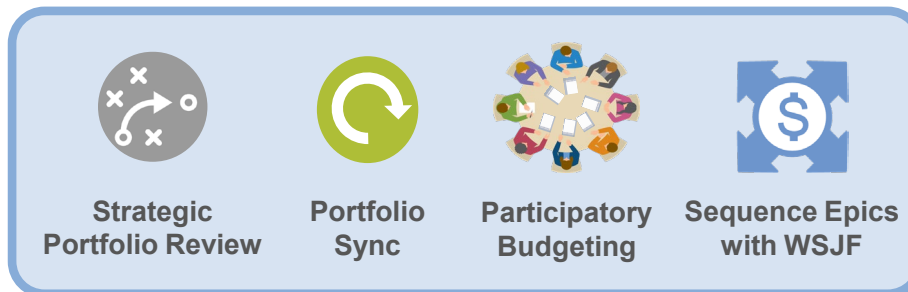 Strategic
Portfolio Review
Portfolio
Sync
Participatory
Budgeting
Sequence Epics
with WSJF
$